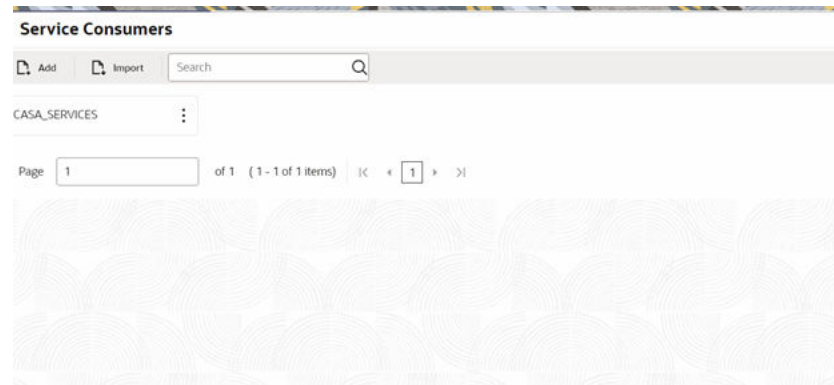 Service Consumers
Add Import Search
CASA_SERVICES
Page 1 of 1 (1 - 1 of 1 items) 1